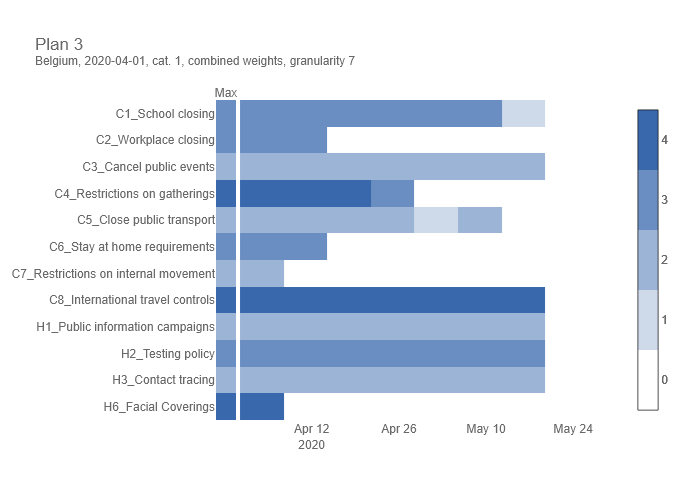 Plan 3
Belgium, 2020-04-01, cat. 1, combined weights, granularity 7
Max
C1_School closing
C2_Workplace closing
C3_Cancel public events
C4_Restrictions on gatherings
C5_Close public transport
C6_Stay at home requirements
C7_Restrictions on internal movement
C8_International travel controls
H1_Public information campaigns
H2_Testing policy
H3_Contact tracing
H6_Facial Coverings
Apr 12
2020
Apr 26
May 10
May 24
4
3
2
1
0